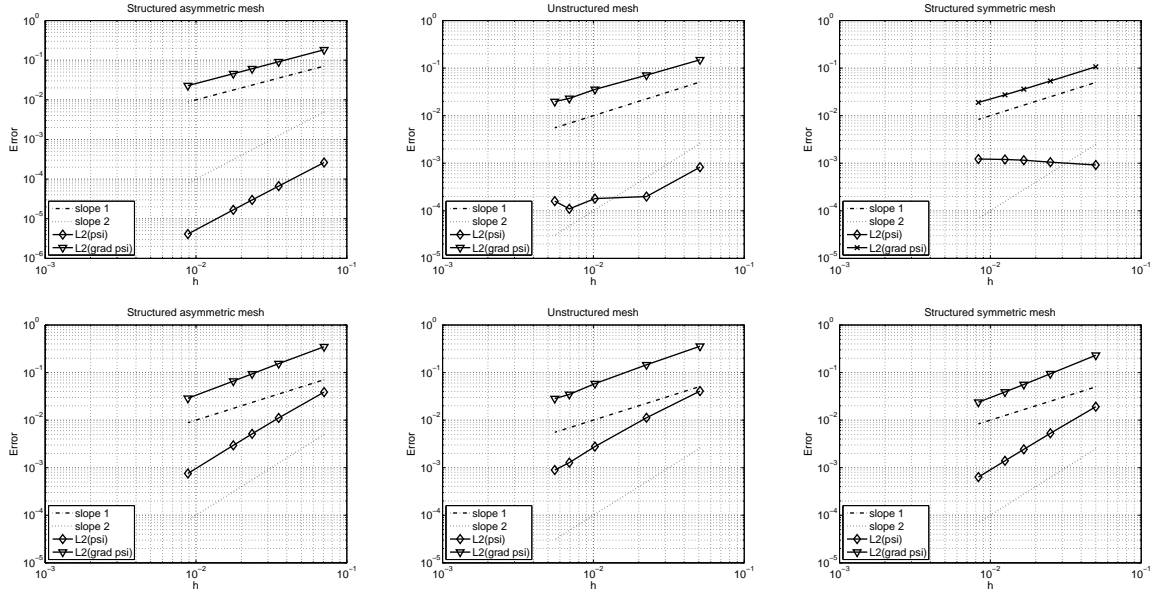 Structured asymmetric mesh
10^0
10^−1
10^−2
10^−3
10^−4
10^−5
10^−6
Error
slope 1
slope 2
L2(psi)
L2(grad psi)
10^−3
10^−2
10^−1
h
Unstructured mesh
10^0
10^−1
10^−2
10^−3
10^−4
10^−5
Error
slope 1
slope 2
L2(psi)
L2(grad psi)
10^−3
10^−2
10^−1
h
Structured symmetric mesh
10^0
10^−1
10^−2
10^−3
10^−4
10^−5
Error
slope 1
slope 2
L2(psi)
L2(grad psi)
10^−3
10^−2
10^−1
h
Structured asymmetric mesh
10^0
10^−1
10^−2
10^−3
10^−4
10^−5
Error
slope 1
slope 2
L2(psi)
L2(grad psi)
10^−3
10^−2
10^−1
h
Unstructured mesh
10^0
10^−1
10^−2
10^−3
10^−4
10^−5
Error
slope 1
slope 2
L2(psi)
L2(grad psi)
10^−3
10^−2
10^−1
h
Structured symmetric mesh
10^0
10^−1
10^−2
10^−3
10^−4
10^−5
Error
slope 1
slope 2
L2(psi)
L2(grad psi)
10^−3
10^−2
10^−1
h